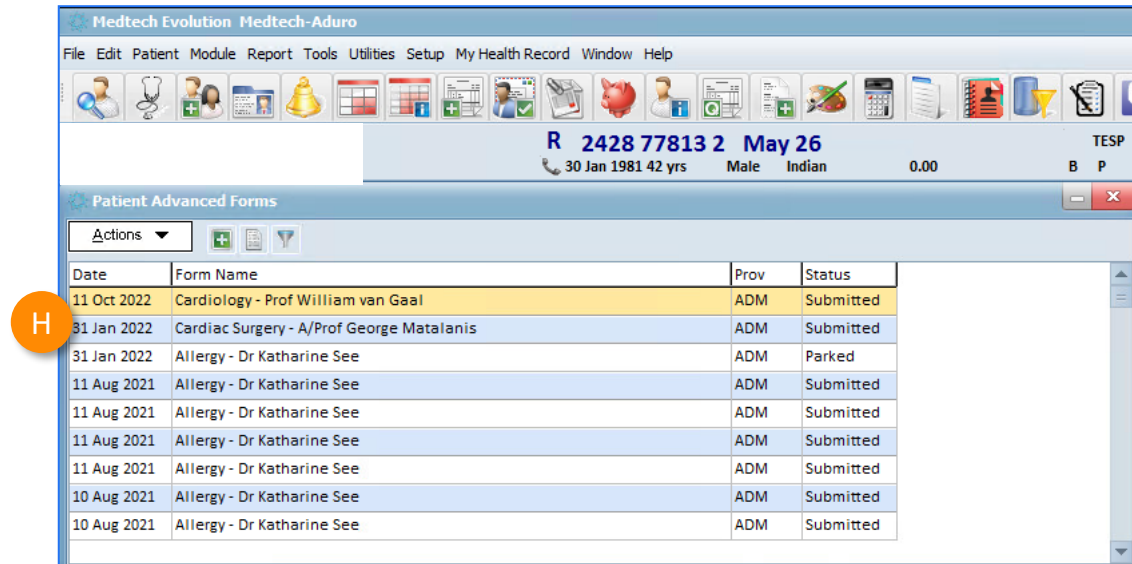 Medtech Evolution Medtech-Aduro
File Edit Patient Module Report Tools Utilities Setup My Health Record Window Help
R 2428 77813 2 May 26 TESP
30 Jan 1981 42 yrs Male Indian 0.00 B P
Patient Advanced Forms
Actions
Date Form Name Prov Status
11 Oct 2022 Cardiology - Prof William van Gaal ADM Submitted
H
31 Jan 2022 Cardiac Surgery - A/Prof George Matalanis ADM Submitted
31 Jan 2022 Allergy - Dr Katharine See ADM Parked
11 Aug 2021 Allergy - Dr Katharine See ADM Submitted
11 Aug 2021 Allergy - Dr Katharine See ADM Submitted
11 Aug 2021 Allergy - Dr Katharine See ADM Submitted
11 Aug 2021 Allergy - Dr Katharine See ADM Submitted
10 Aug 2021 Allergy - Dr Katharine See ADM Submitted
10 Aug 2021 Allergy - Dr Katharine See ADM Submitted